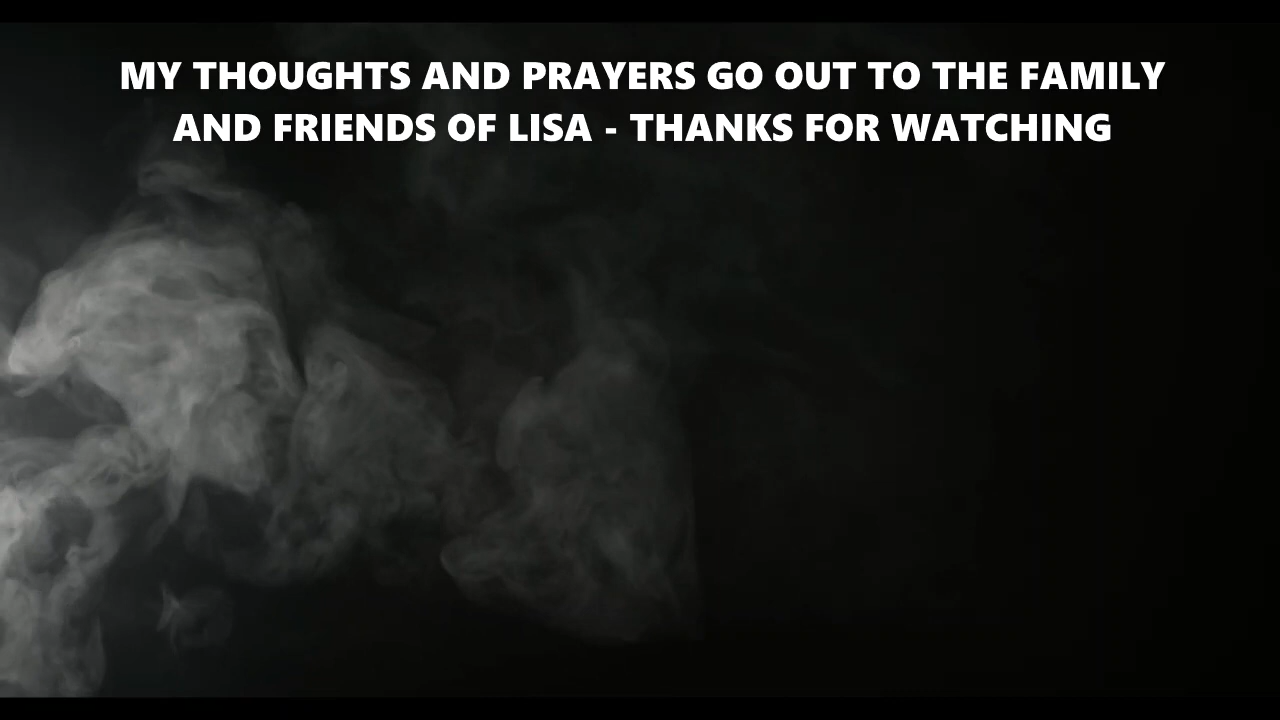 MY THOUGHTS AND PRAYERS GO OUT TO THE FAMILY
AND FRIENDS OF LISA - THANKS FOR WATCHING